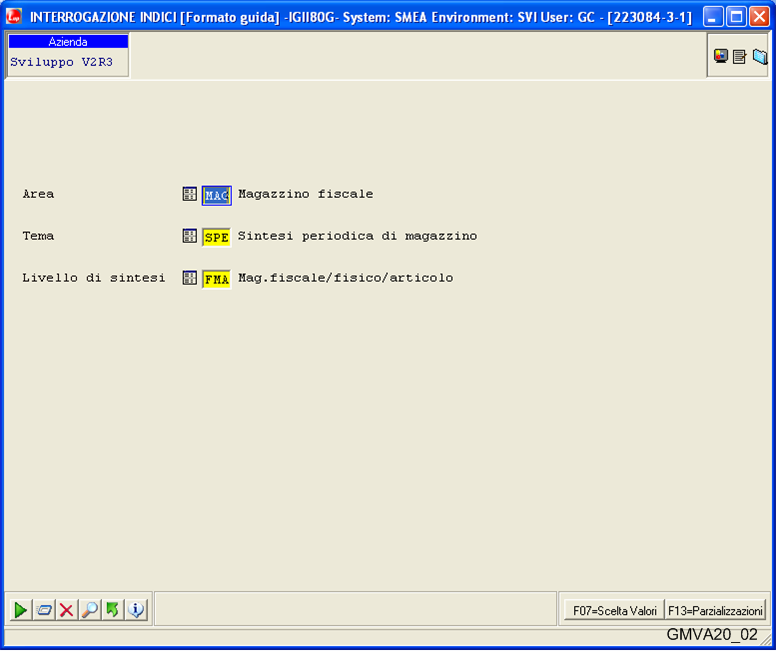 INTERROGAZIONE INDICI [Formato guida] -IGII80G- System: SMEA Environment: SVI User: GC - [223084-3-1]
Azienda
Sviluppo V2R3
Area MAG Magazzino fiscale
Tema SPE Sintesi periodica di magazzino
Livello di sintesi FMA Mag.fiscale/fisico/articolo
F07=Scelta Valori F13=Parzializzazioni
GMVA20_02